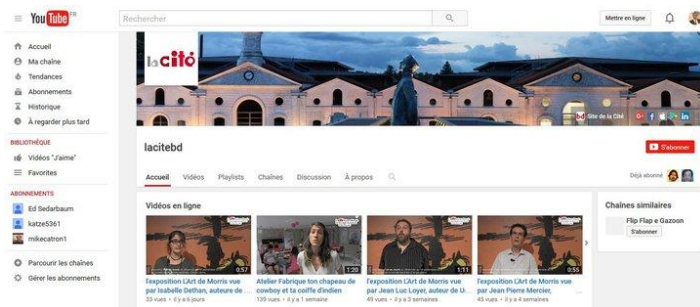 YouTube FR
Rechercher
Mettre en ligne
Accueil
Ma chaîne
Tendances
Abonnements
Historique
À regarder plus tard
BIBLIOTHÈQUE
Vidéos "J'aime"
Favorites
ABONNEMENTS
Ed Sedarbaum
katze5361
mikecatron1
Parcourir les chaînes
Gérer les abonnements
la cité
bd Site de la Cité
lacitebd
S'abonner
Accueil Vidéos Playlists Chaînes Discussion À propos
Déjà abonné
Vidéos en ligne
0:57
l'exposition L'Art de Morris vue
par Isabelle Dethan, auteure de ...
33 vues • il y a 6 jours
1:20
Atelier Fabrique ton chapeau de
cowboy et ta coiffe d'indien
139 vues • il y a 1 semaine
1:11
l'exposition L'Art de Morris vue
par Jean Luc Loyer, auteur de U...
49 vues • il y a 3 semaines
0:55
l'exposition L'Art de Morris vue
par Jean Pierre Mercier,
45 vues • il y a 4 semaines
Chaînes similaires
Flip Flap e Gazoon
S'abonner